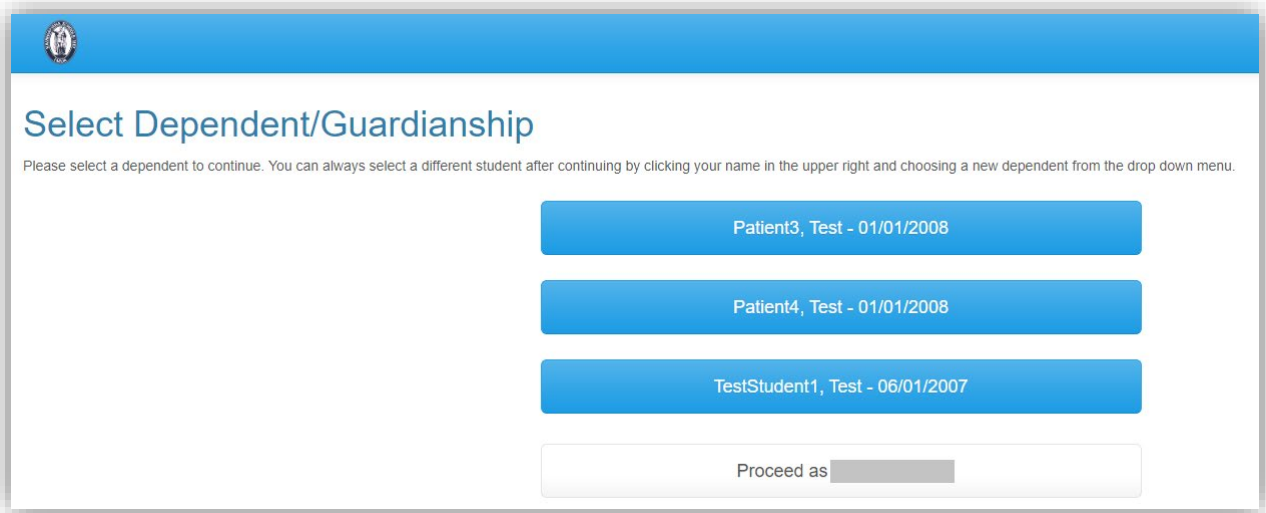 Select Dependent/Guardianship
Please select a dependent to continue. You can always select a different student after continuing by clicking your name in the upper right and choosing a new dependent from the drop down menu.
Patient3, Test - 01/01/2008
Patient4, Test - 01/01/2008
TestStudent1, Test - 06/01/2007
Proceed as